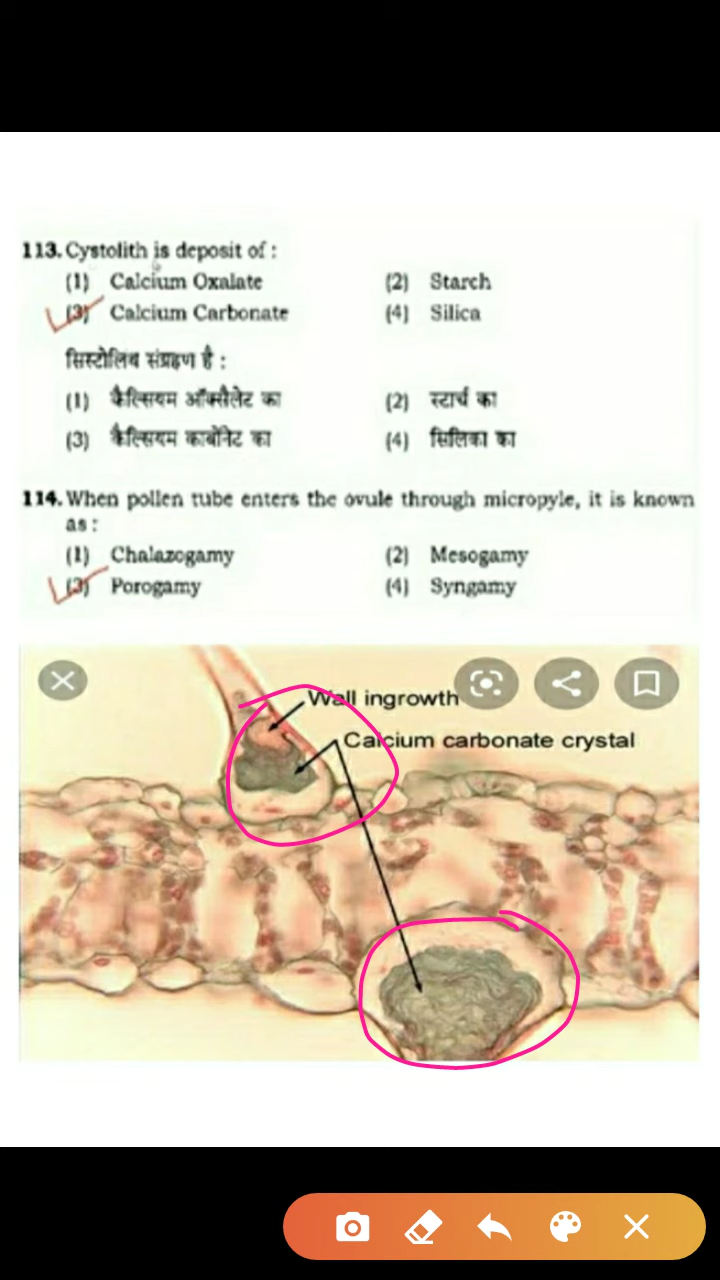 113. Cystolith is deposit of :
(1) Calcium Oxalate (2) Starch
(3) Calcium Carbonate (4) Silica
सिस्टोलिथ संग्रहण है :
(1) कैल्सियम ऑक्सैलेट का (2) स्टार्च का
(3) कैल्सियम कार्बोनेट का (4) सिलिका का
114. When pollen tube enters the ovule through micropyle, it is known
as :
(1) Chalazogamy (2) Mesogamy
(3) Porogamy (4) Syngamy
Wall ingrowth
Calcium carbonate crystal